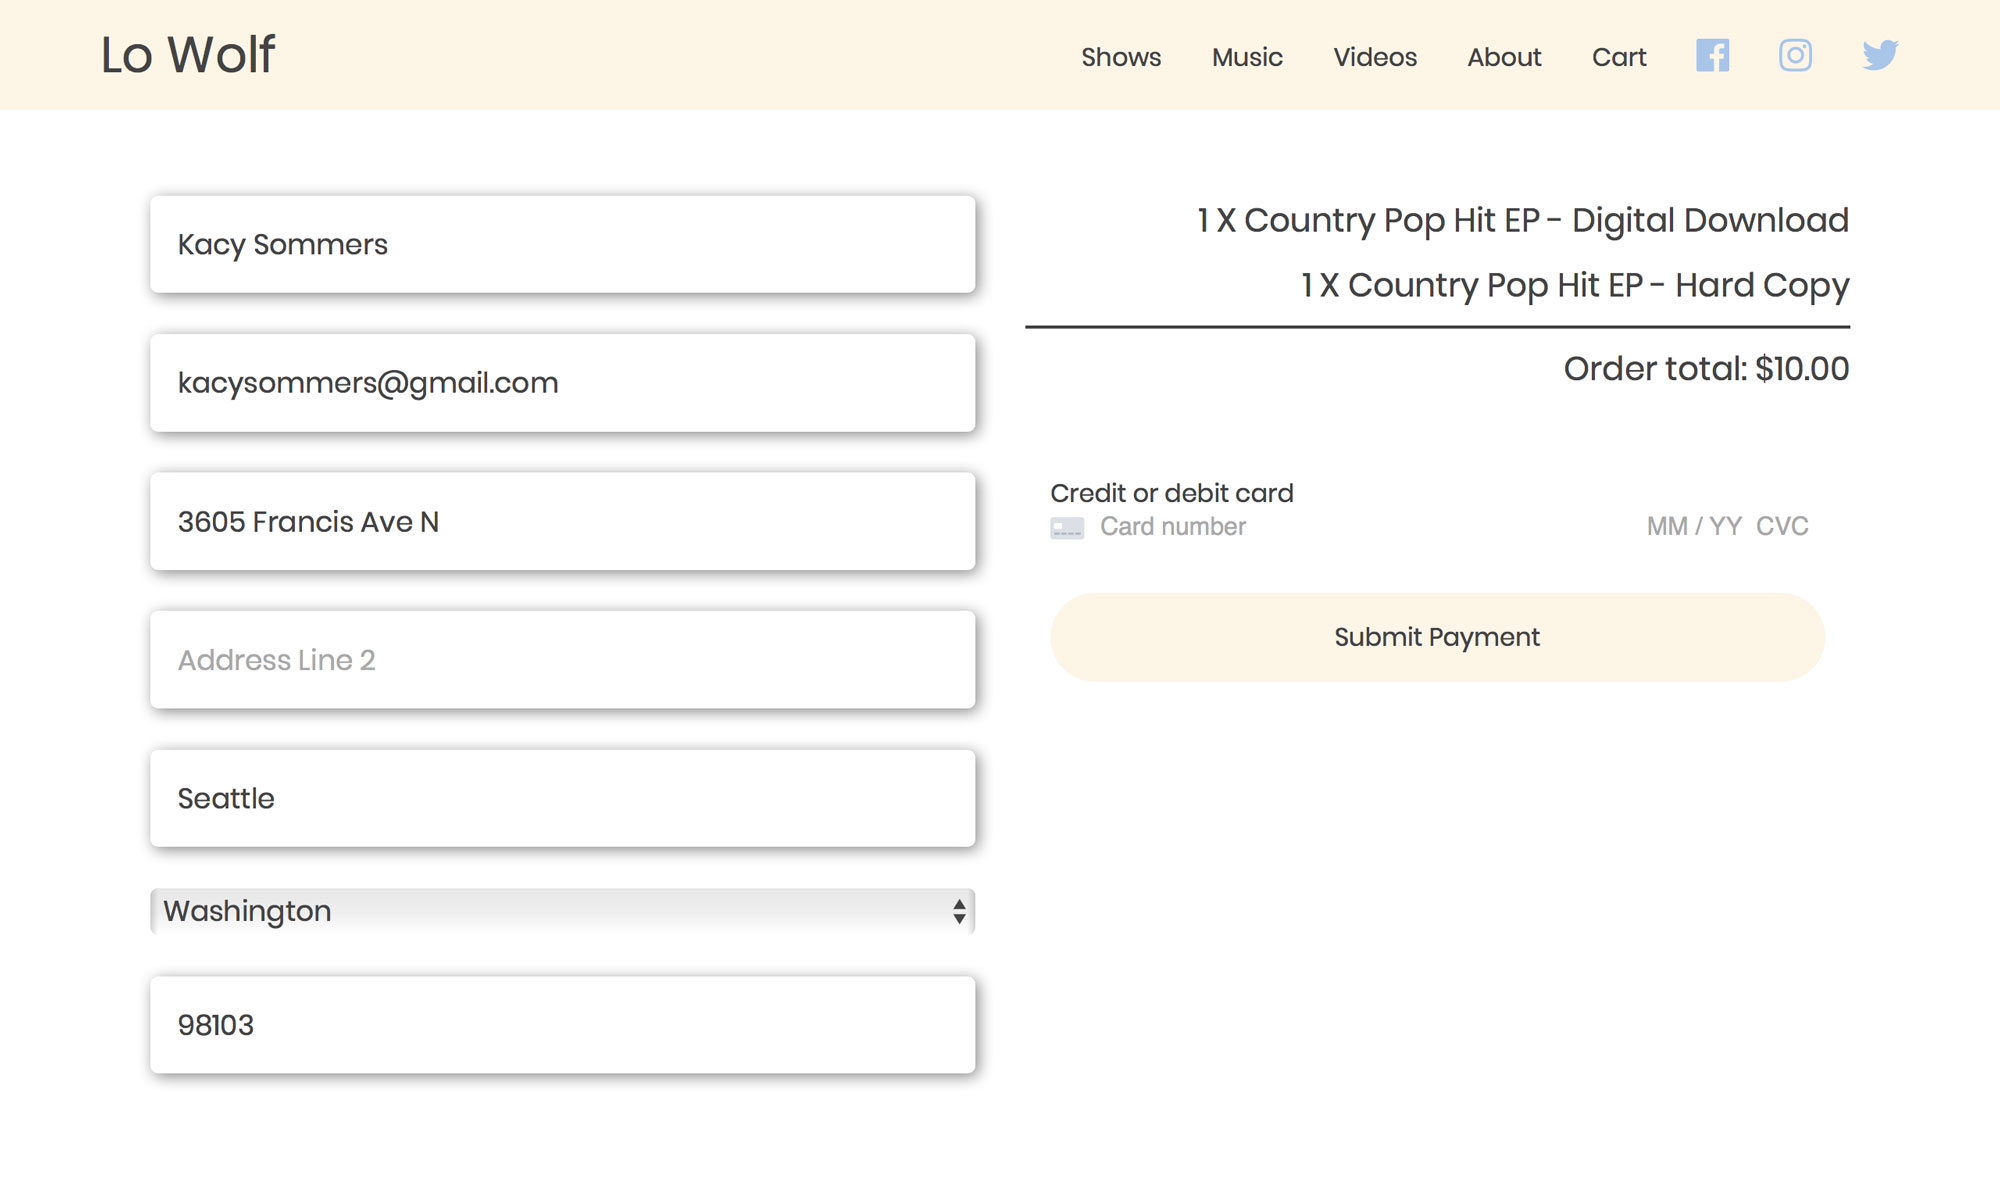 Lo Wolf
Shows Music Videos About Cart
Kacy Sommers
kacysommers@gmail.com
3605 Francis Ave N
Address Line 2
Seattle
Washington
98103
1 X Country Pop Hit EP - Digital Download
1 X Country Pop Hit EP - Hard Copy
Order total: $10.00
Credit or debit card
Card number MM / YY CVC
Submit Payment